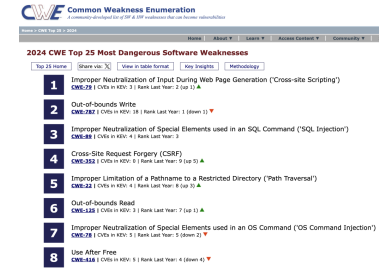 CWE
Common Weakness Enumeration
A community-developed list of SW & HW weaknesses that can become vulnerabilities
Home > CWE Top 25 > 2024
Home | About ▼ | Learn ▼ | Access Content ▼ | Community ▼ |
2024 CWE Top 25 Most Dangerous Software Weaknesses
Top 25 Home Share via: View in table format Key Insights Methodology
1 Improper Neutralization of Input During Web Page Generation ('Cross-site Scripting')
CWE-79 | CVEs in KEV: 3 | Rank Last Year: 2 (up 1) ▲
2 Out-of-bounds Write
CWE-787 | CVEs in KEV: 18 | Rank Last Year: 1 (down 1) ▼
3 Improper Neutralization of Special Elements used in an SQL Command ('SQL Injection')
CWE-89 | CVEs in KEV: 4 | Rank Last Year: 3
4 Cross-Site Request Forgery (CSRF)
CWE-352 | CVEs in KEV: 0 | Rank Last Year: 9 (up 5) ▲
5 Improper Limitation of a Pathname to a Restricted Directory ('Path Traversal')
CWE-22 | CVEs in KEV: 4 | Rank Last Year: 8 (up 3) ▲
6 Out-of-bounds Read
CWE-125 | CVEs in KEV: 3 | Rank Last Year: 7 (up 1) ▲
7 Improper Neutralization of Special Elements used in an OS Command ('OS Command Injection')
CWE-78 | CVEs in KEV: 5 | Rank Last Year: 5 (down 2) ▼
8 Use After Free
CWE-416 | CVEs in KEV: 5 | Rank Last Year: 4 (down 4) ▼